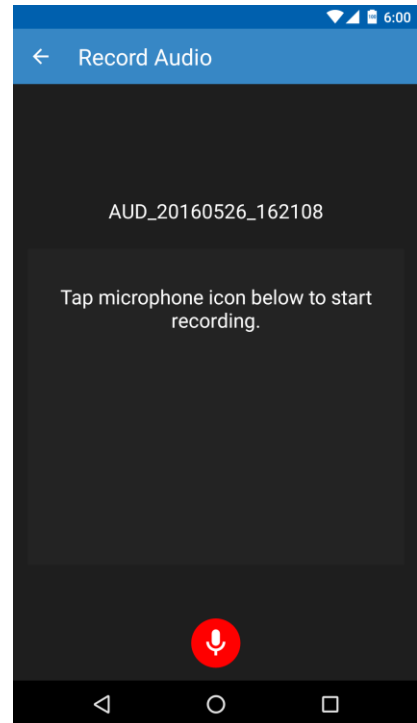 6:00
Record Audio
AUD_20160526_162108
Tap microphone icon below to start
recording.